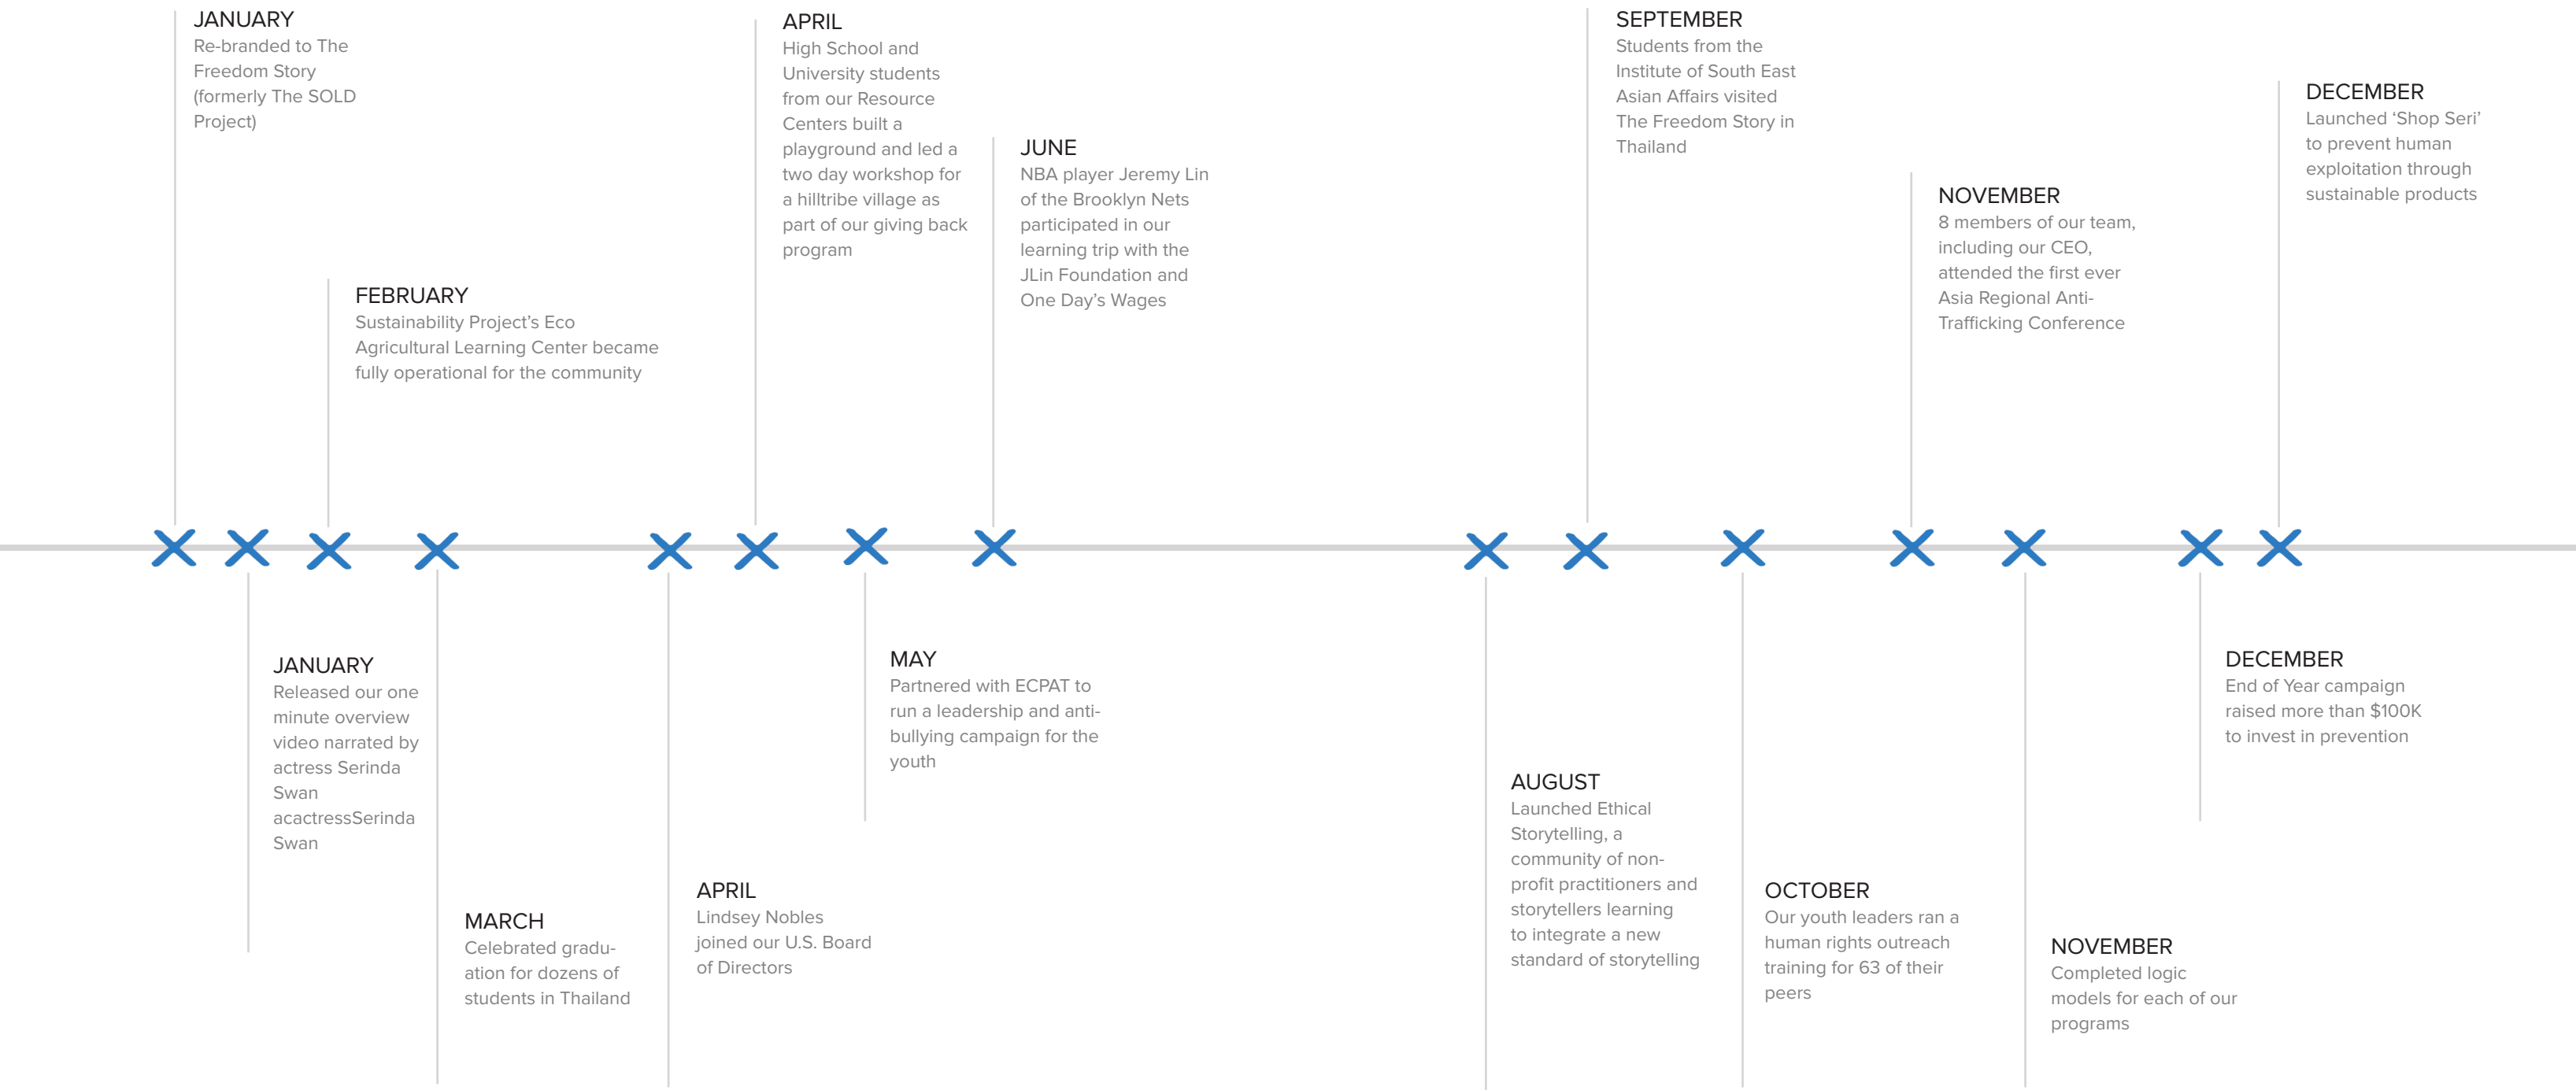 JANUARY
Re-branded to The
Freedom Story
(formerly The SOLD
Project)
JANUARY
Released our one
minute overview
video narrated by
actress Serinda
Swan
acactressSerinda
Swan
FEBRUARY
Sustainability Project’s Eco
Agricultural Learning Center became
fully operational for the community
MARCH
Celebrated gradu-
ation for dozens of
students in Thailand
APRIL
Lindsey Nobles
joined our U.S. Board
of Directors
APRIL
High School and
University students
from our Resource
Centers built a
playground and led a
two day workshop for
a hilltribe village as
part of our giving back
program
MAY
Partnered with ECPAT to
run a leadership and anti-
bullying campaign for the
youth
JUNE
NBA player Jeremy Lin
of the Brooklyn Nets
participated in our
learning trip with the
JLin Foundation and
One Day’s Wages
AUGUST
Launched Ethical
Storytelling, a
community of non-
profit practitioners and
storytellers learning
to integrate a new
standard of storytelling
SEPTEMBER
Students from the
Institute of South East
Asian Affairs visited
The Freedom Story in
Thailand
OCTOBER
Our youth leaders ran a
human rights outreach
training for 63 of their
peers
NOVEMBER
8 members of our team,
including our CEO,
attended the first ever
Asia Regional Anti-
Trafficking Conference
NOVEMBER
Completed logic
models for each of our
programs
DECEMBER
End of Year campaign
raised more than $100K
to invest in prevention
DECEMBER
Launched ‘Shop Seri’
to prevent human
exploitation through
sustainable products